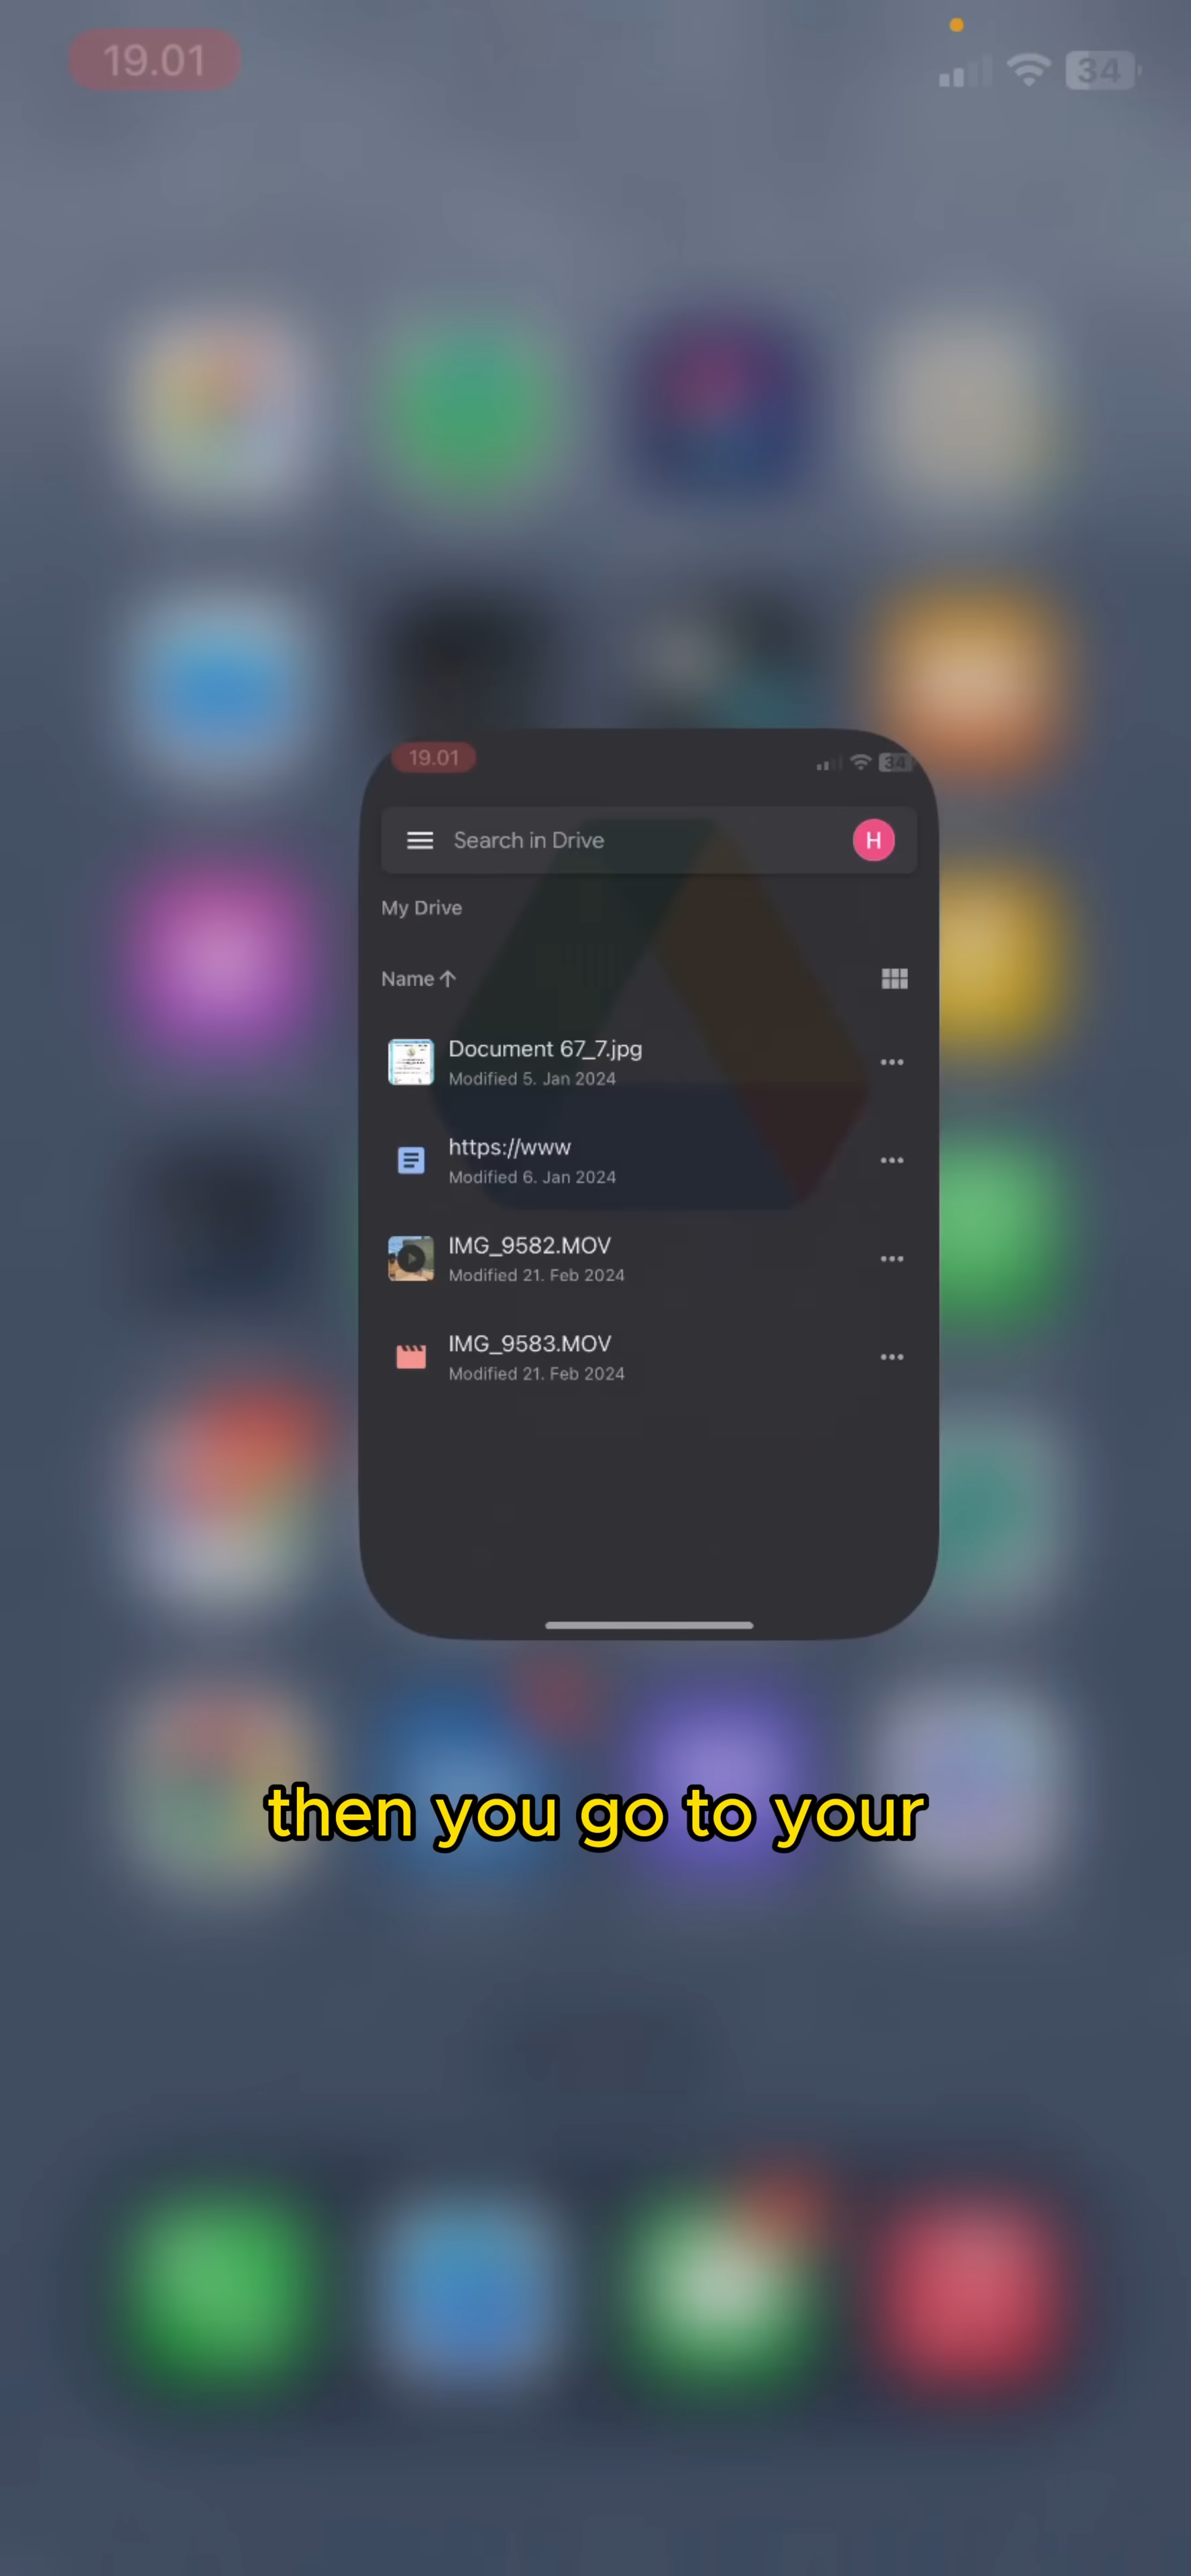 19.01
34
19.01
34
Search in Drive
H
My Drive
Name
Document 67_7.jpg
Modified 5. Jan 2024
https://www
Modified 6. Jan 2024
IMG_9582.MOV
Modified 21. Feb 2024
IMG_9583.MOV
Modified 21. Feb 2024
then you go to your